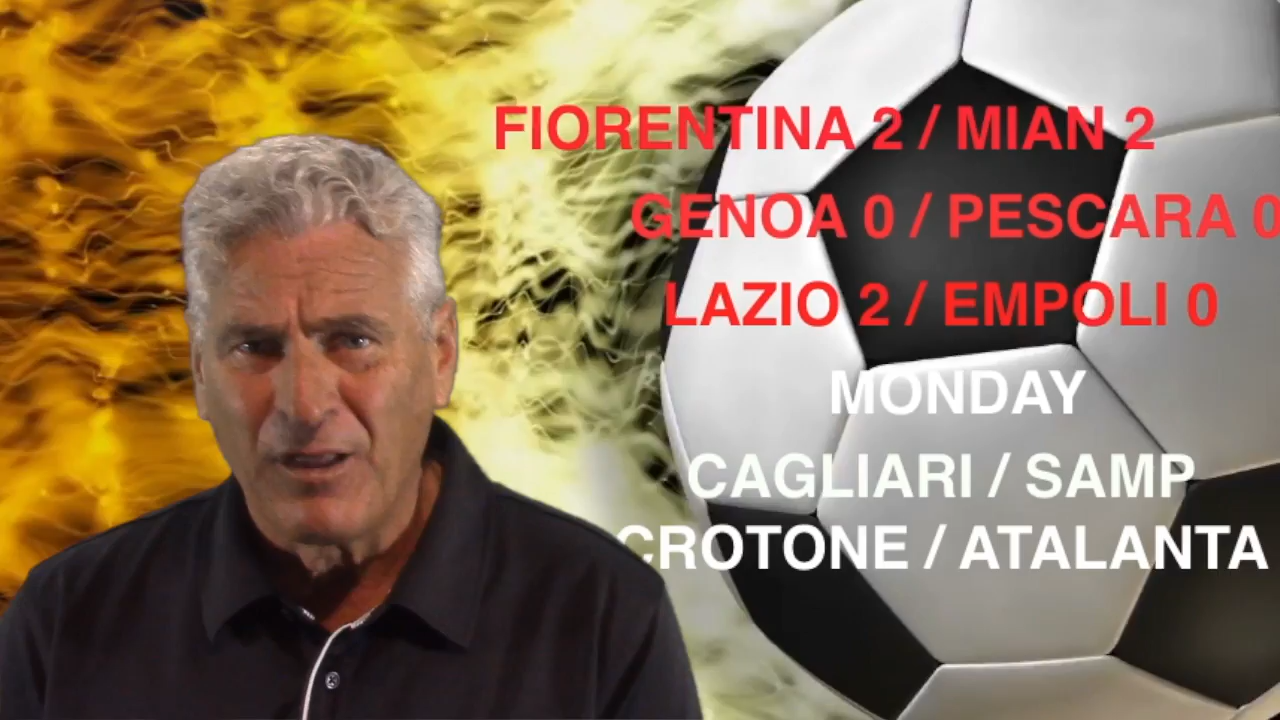 FIORENTINA 2 / MIAN 2
GENOA 0 / PESCARA 0
LAZIO 2 / EMPOLI 0
MONDAY
CAGLIARI / SAMP
CROTONE / ATALANTA